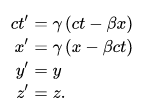 ct′ = γ (ct − βx)
x′ = γ (x − βct)
y′ = y
z′ = z.